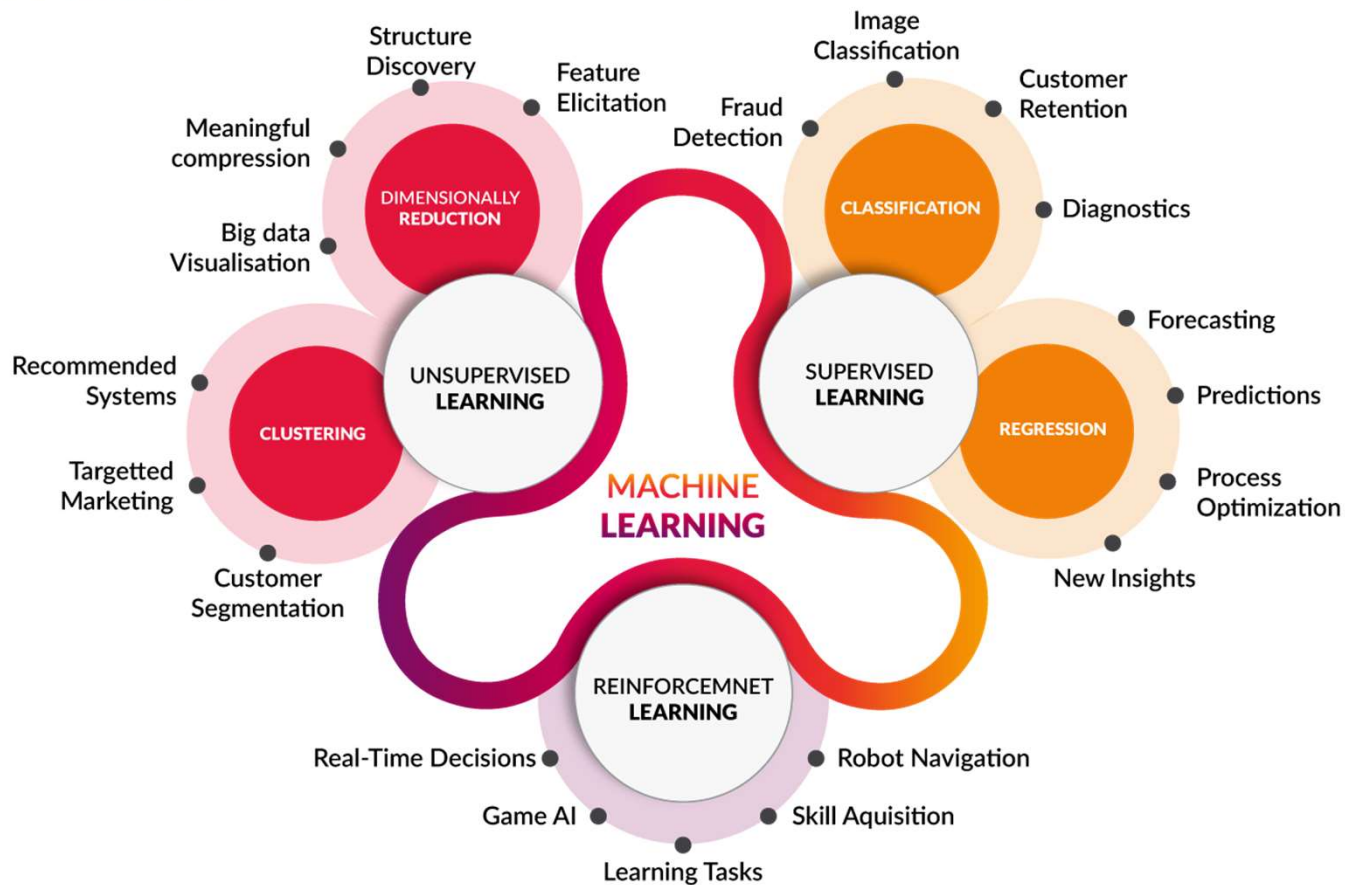 Structure
Discovery
Feature
Elicitation
Meaningful
compression
Big data
Visualisation
DIMENSIONALLY
REDUCTION
Recommended
Systems
Targetted
Marketing
Customer
Segmentation
CLUSTERING
UNSUPERVISED
LEARNING
Image
Classification
Fraud
Detection
Customer
Retention
Diagnostics
CLASSIFICATION
SUPERVISED
LEARNING
Forecasting
Predictions
Process
Optimization
New Insights
REGRESSION
MACHINE
LEARNING
REINFORCEMNET
LEARNING
Real-Time Decisions
Game AI
Learning Tasks
Skill Aquisition
Robot Navigation